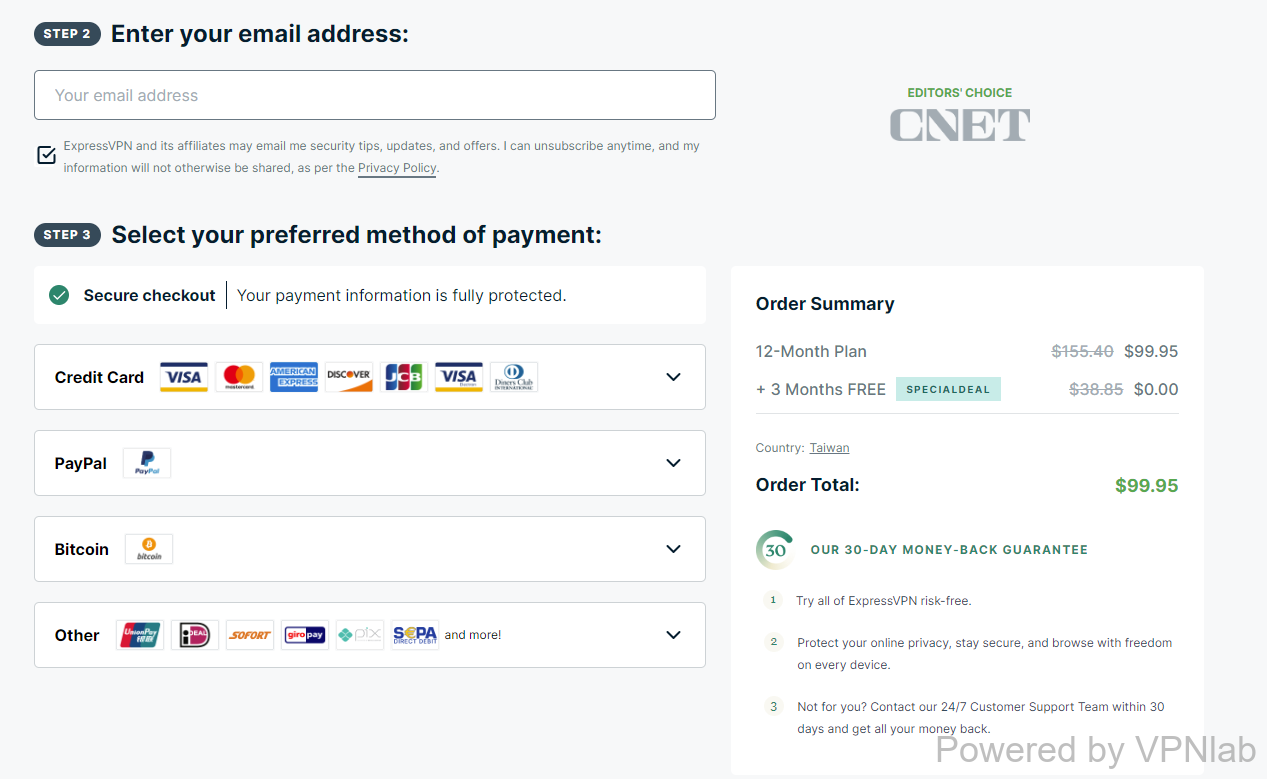 STEP 2 Enter your email address:
Your email address
EDITORS' CHOICE
CNET
ExpressVPN and its affiliates may email me security tips, updates, and offers. I can unsubscribe anytime, and my
information will not otherwise be shared, as per the Privacy Policy.
STEP 3 Select your preferred method of payment:
Secure checkout Your payment information is fully protected.
Credit Card VISA mastercard AMERICAN EXPRESS DISCOVER JCB VISA Diners Club INTERNATIONAL
PayPal PayPal
Bitcoin bitcoin
Other UnionPay 银联 iDEAL SOFORT giropay pix S€PA DIRECT DEBIT and more!
Order Summary
12-Month Plan $155.40 $99.95
+ 3 Months FREE SPECIALDEAL $38.85 $0.00
Country: Taiwan
Order Total: $99.95
30 OUR 30-DAY MONEY-BACK GUARANTEE
1 Try all of ExpressVPN risk-free.
2 Protect your online privacy, stay secure, and browse with freedom
on every device.
3 Not for you? Contact our 24/7 Customer Support Team within 30
days and get all your money back.
Powered by VPNlab